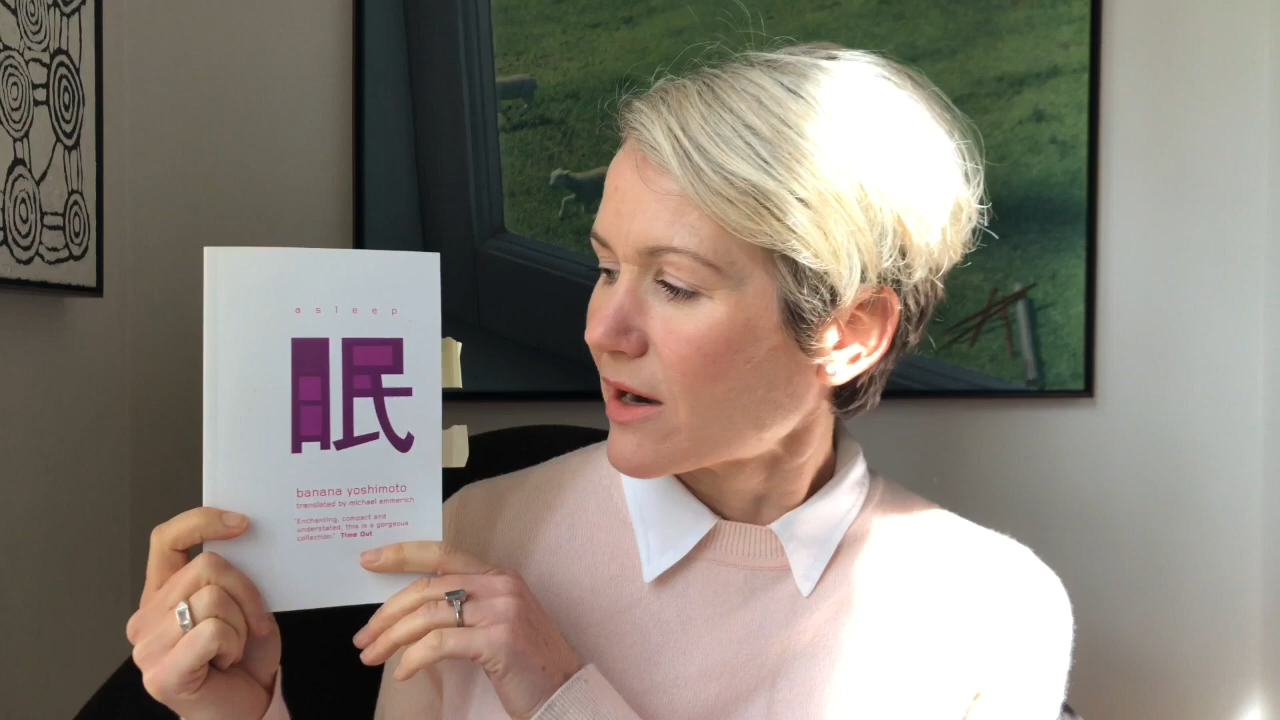 asleep
眠
banana yoshimoto
translated by michael emmerich
'Enchanting, compact and
understated, this is a gorgeous
collection.' Time Out